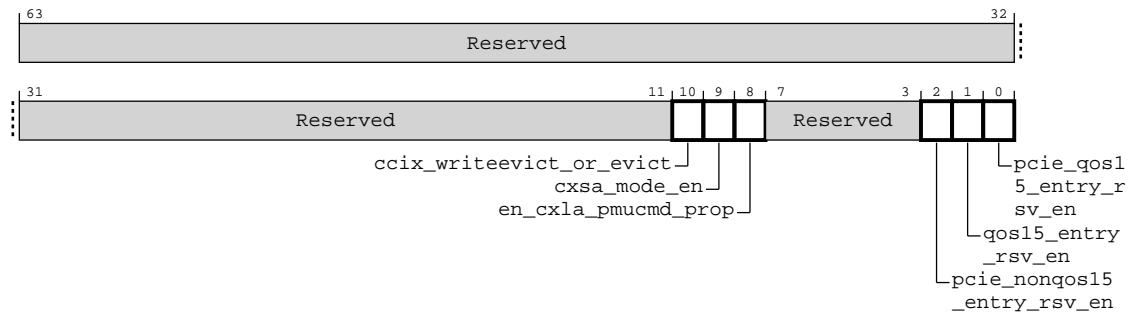 63 32
Reserved
31 11 10 9 8 7 3 2 1 0
Reserved Reserved
ccix_writeevict_or_evict pcie_qos1
cxsa_mode_en 5_entry_r
en_cxla_pmucmd_prop sv_en
qos15_entry
_rsv_en
pcie_nonqos15
_entry_rsv_en